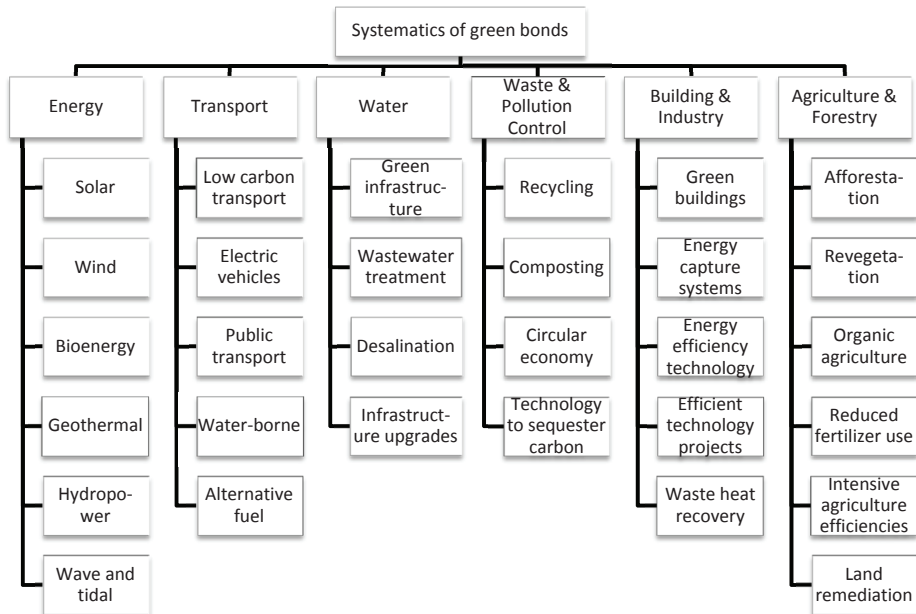 Systematics of green bonds
Energy
Solar
Wind
Bioenergy
Geothermal
Hydropo-
wer
Wave and
tidal
Transport
Low carbon
transport
Electric
vehicles
Public
transport
Water-borne
Alternative
fuel
Water
Green
infrastruc-
ture
Wastewater
treatment
Desalination
Infrastruct-
ure upgrades
Waste &
Pollution
Control
Recycling
Composting
Circular
economy
Technology
to sequester
carbon
Building &
Industry
Green
buildings
Energy
capture
systems
Energy
efficiency
technology
Efficient
technology
projects
Waste heat
recovery
Agriculture &
Forestry
Afforesta-
tion
Revegeta-
tion
Organic
agriculture
Reduced
fertilizer use
Intensive
agriculture
efficiencies
Land
remediation